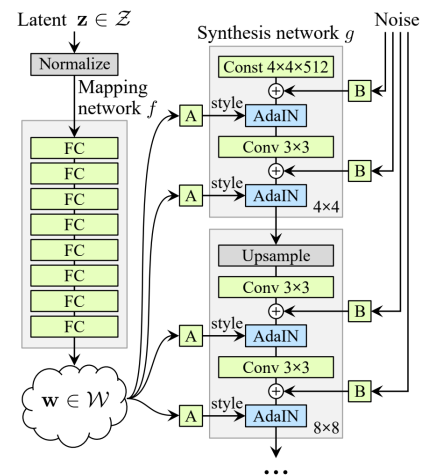 Latent z ∈ 𝒵
Normalize
Mapping
network f
FC
FC
FC
FC
FC
FC
FC
FC
w ∈ 𝒲
Synthesis network g
Noise
Const 4×4×512
+
B
A
style
AdaIN
Conv 3×3
+
B
A
style
AdaIN
4×4
Upsample
Conv 3×3
+
B
A
style
AdaIN
Conv 3×3
+
B
A
style
AdaIN
8×8
...